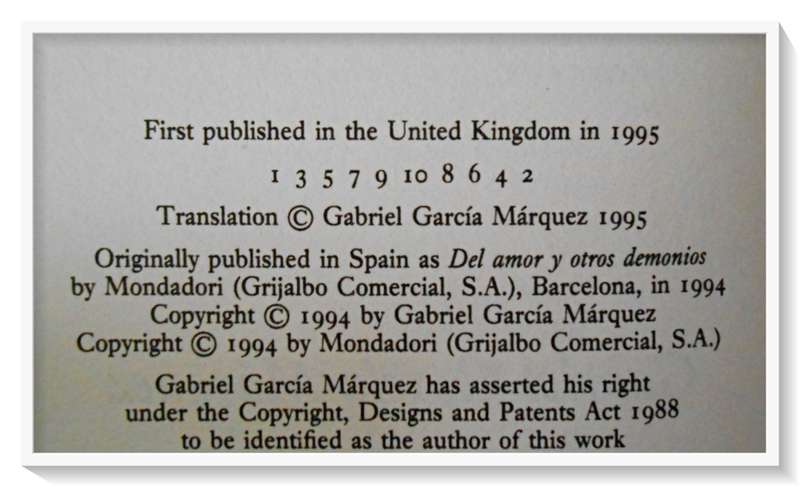 First published in the United Kingdom in 1995
1 3 5 7 9 10 8 6 4 2
Translation © Gabriel García Márquez 1995
Originally published in Spain as Del amor y otros demonios
by Mondadori (Grijalbo Comercial, S.A.), Barcelona, in 1994
Copyright © 1994 by Gabriel García Márquez
Copyright © 1994 by Mondadori (Grijalbo Comercial, S.A.)
Gabriel García Márquez has asserted his right
under the Copyright, Designs and Patents Act 1988
to be identified as the author of this work